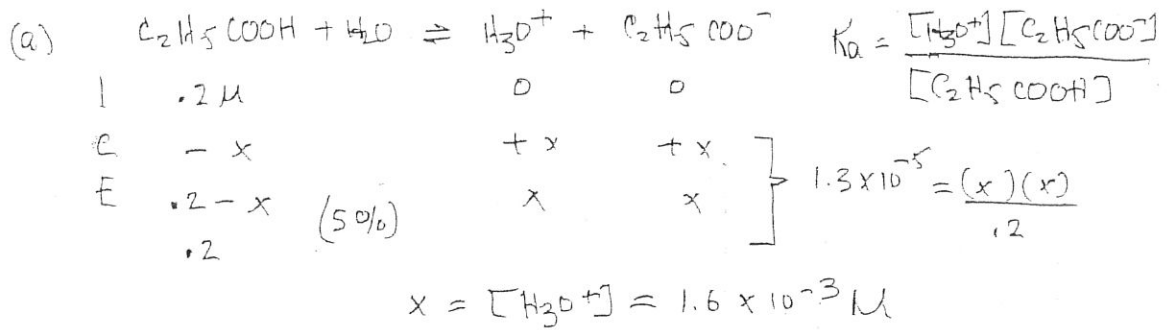 (a) C₂H₅COOH + H₂O ⇌ H₃O⁺ + C₂H₅COO⁻ Ka = [H₃O⁺][C₂H₅COO⁻] / [C₂H₅COOH]
I .2 M 0 0
C - x + x + x
E .2 - x (5%) x x 1.3 x 10⁻⁵ = (x)(x) / .2
.2
x = [H₃O⁺] = 1.6 x 10⁻³ M